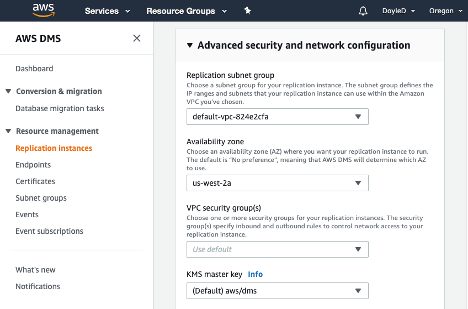 aws
Services
Resource Groups
DoyleD
Oregon
AWS DMS
Dashboard
Conversion & migration
Database migration tasks
Resource management
Replication instances
Endpoints
Certificates
Subnet groups
Events
Event subscriptions
What's new
Notifications
Advanced security and network configuration
Replication subnet group
Choose a subnet group for your replication instance. The subnet group defines the
IP ranges and subnets that your replication instance can use within the Amazon
VPC you've chosen.
default-vpc-824e2cfa
Availability zone
Choose an availability zone (AZ) where you want your replication instance to run.
The default is "No preference", meaning that AWS DMS will determine which AZ
to use.
us-west-2a
VPC security group(s)
Choose one or more security groups for your replication instances. The security
group(s) specify inbound and outbound rules to control network access to your
replication instance.
Use default
KMS master key Info
(Default) aws/dms